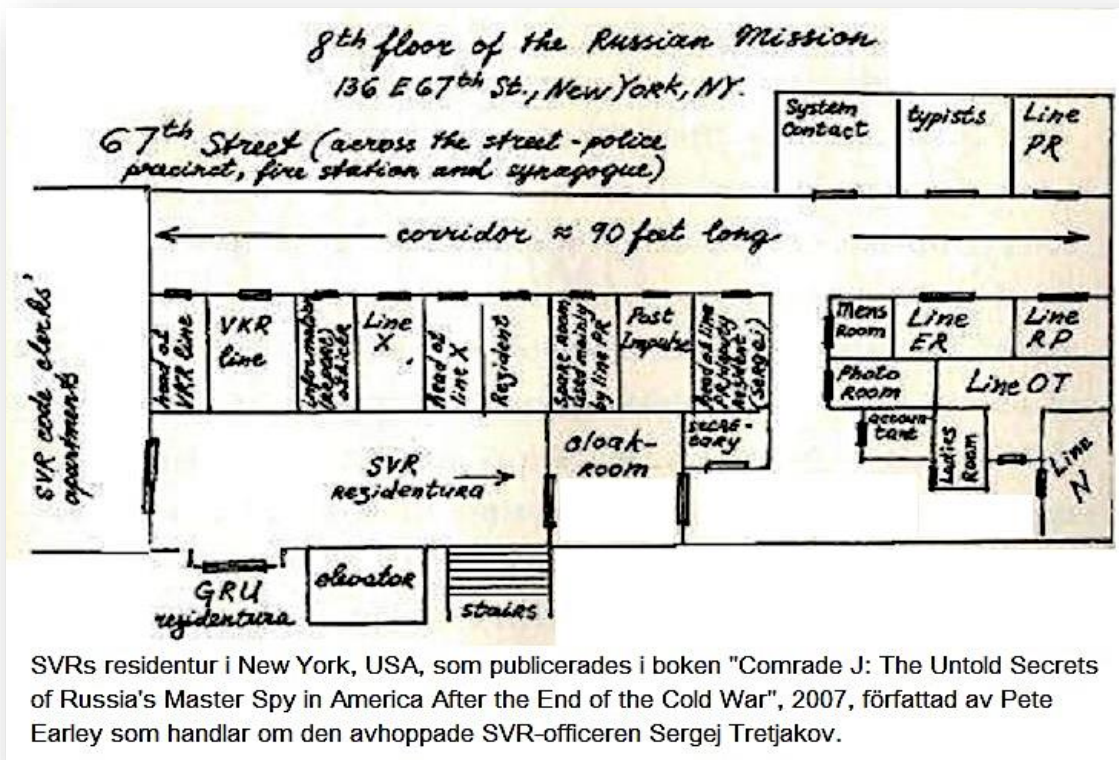 8th floor of the Russian Mission
136 E 67th St., New York, NY.
67th Street (across the street - police
precinct, fire station and synagogue)
System
Contact
typists
Line
PR
corridor ≈ 90 feet long
SVR code clerks'
apartments
head of
VKR line
VKR
line
information
(report)
officer
Line
X
head of
line X
Rezident
Spare room
used mainly
by line PR
Post
Impulse
head of line
PR/deputy
rezident
(Sergei)
Mens
Room
Line
ER
Line
RP
Photo
Room
Line OT
accoun-
tant
Ladies
Room
Line
N
secre-
tary
cloak-
room
SVR
rezidentura
GRU
rezidentura
elevator
stairs
SVRs residentur i New York, USA, som publicerades i boken "Comrade J: The Untold Secrets
of Russia's Master Spy in America After the End of the Cold War", 2007, författad av Pete
Earley som handlar om den avhoppade SVR-officeren Sergej Tretjakov.